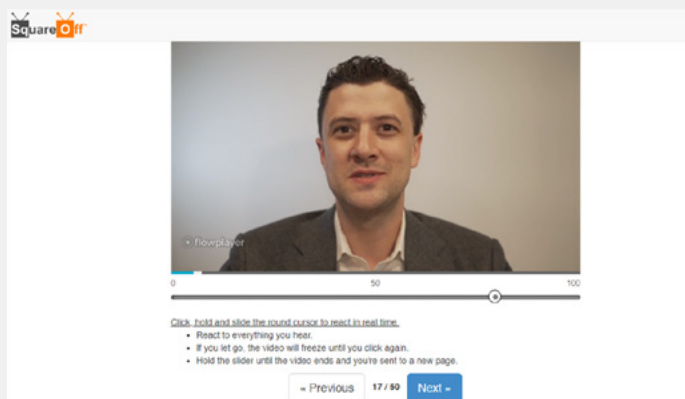 SquareOff
flowplayer
0 50 100
Click, hold and slide the round cursor to react in real time.
React to everything you hear.
If you let go, the video will freeze until you click again.
Hold the slider until the video ends and you're sent to a new page.
« Previous 17 / 50 Next »